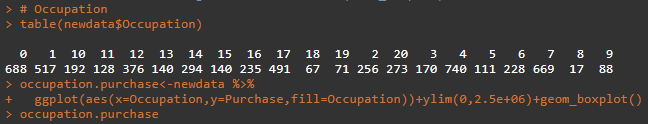 > # Occupation
> table(newdata$Occupation)
0 1 10 11 12 13 14 15 16 17 18 19 2 20 3 4 5 6 7 8 9
688 517 192 128 376 140 294 140 235 491 67 71 256 273 170 740 111 228 669 17 88
> occupation.purchase<-newdata %>%
+ ggplot(aes(x=Occupation,y=Purchase,fill=Occupation))+ylim(0,2.5e+06)+geom_boxplot()
> occupation.purchase